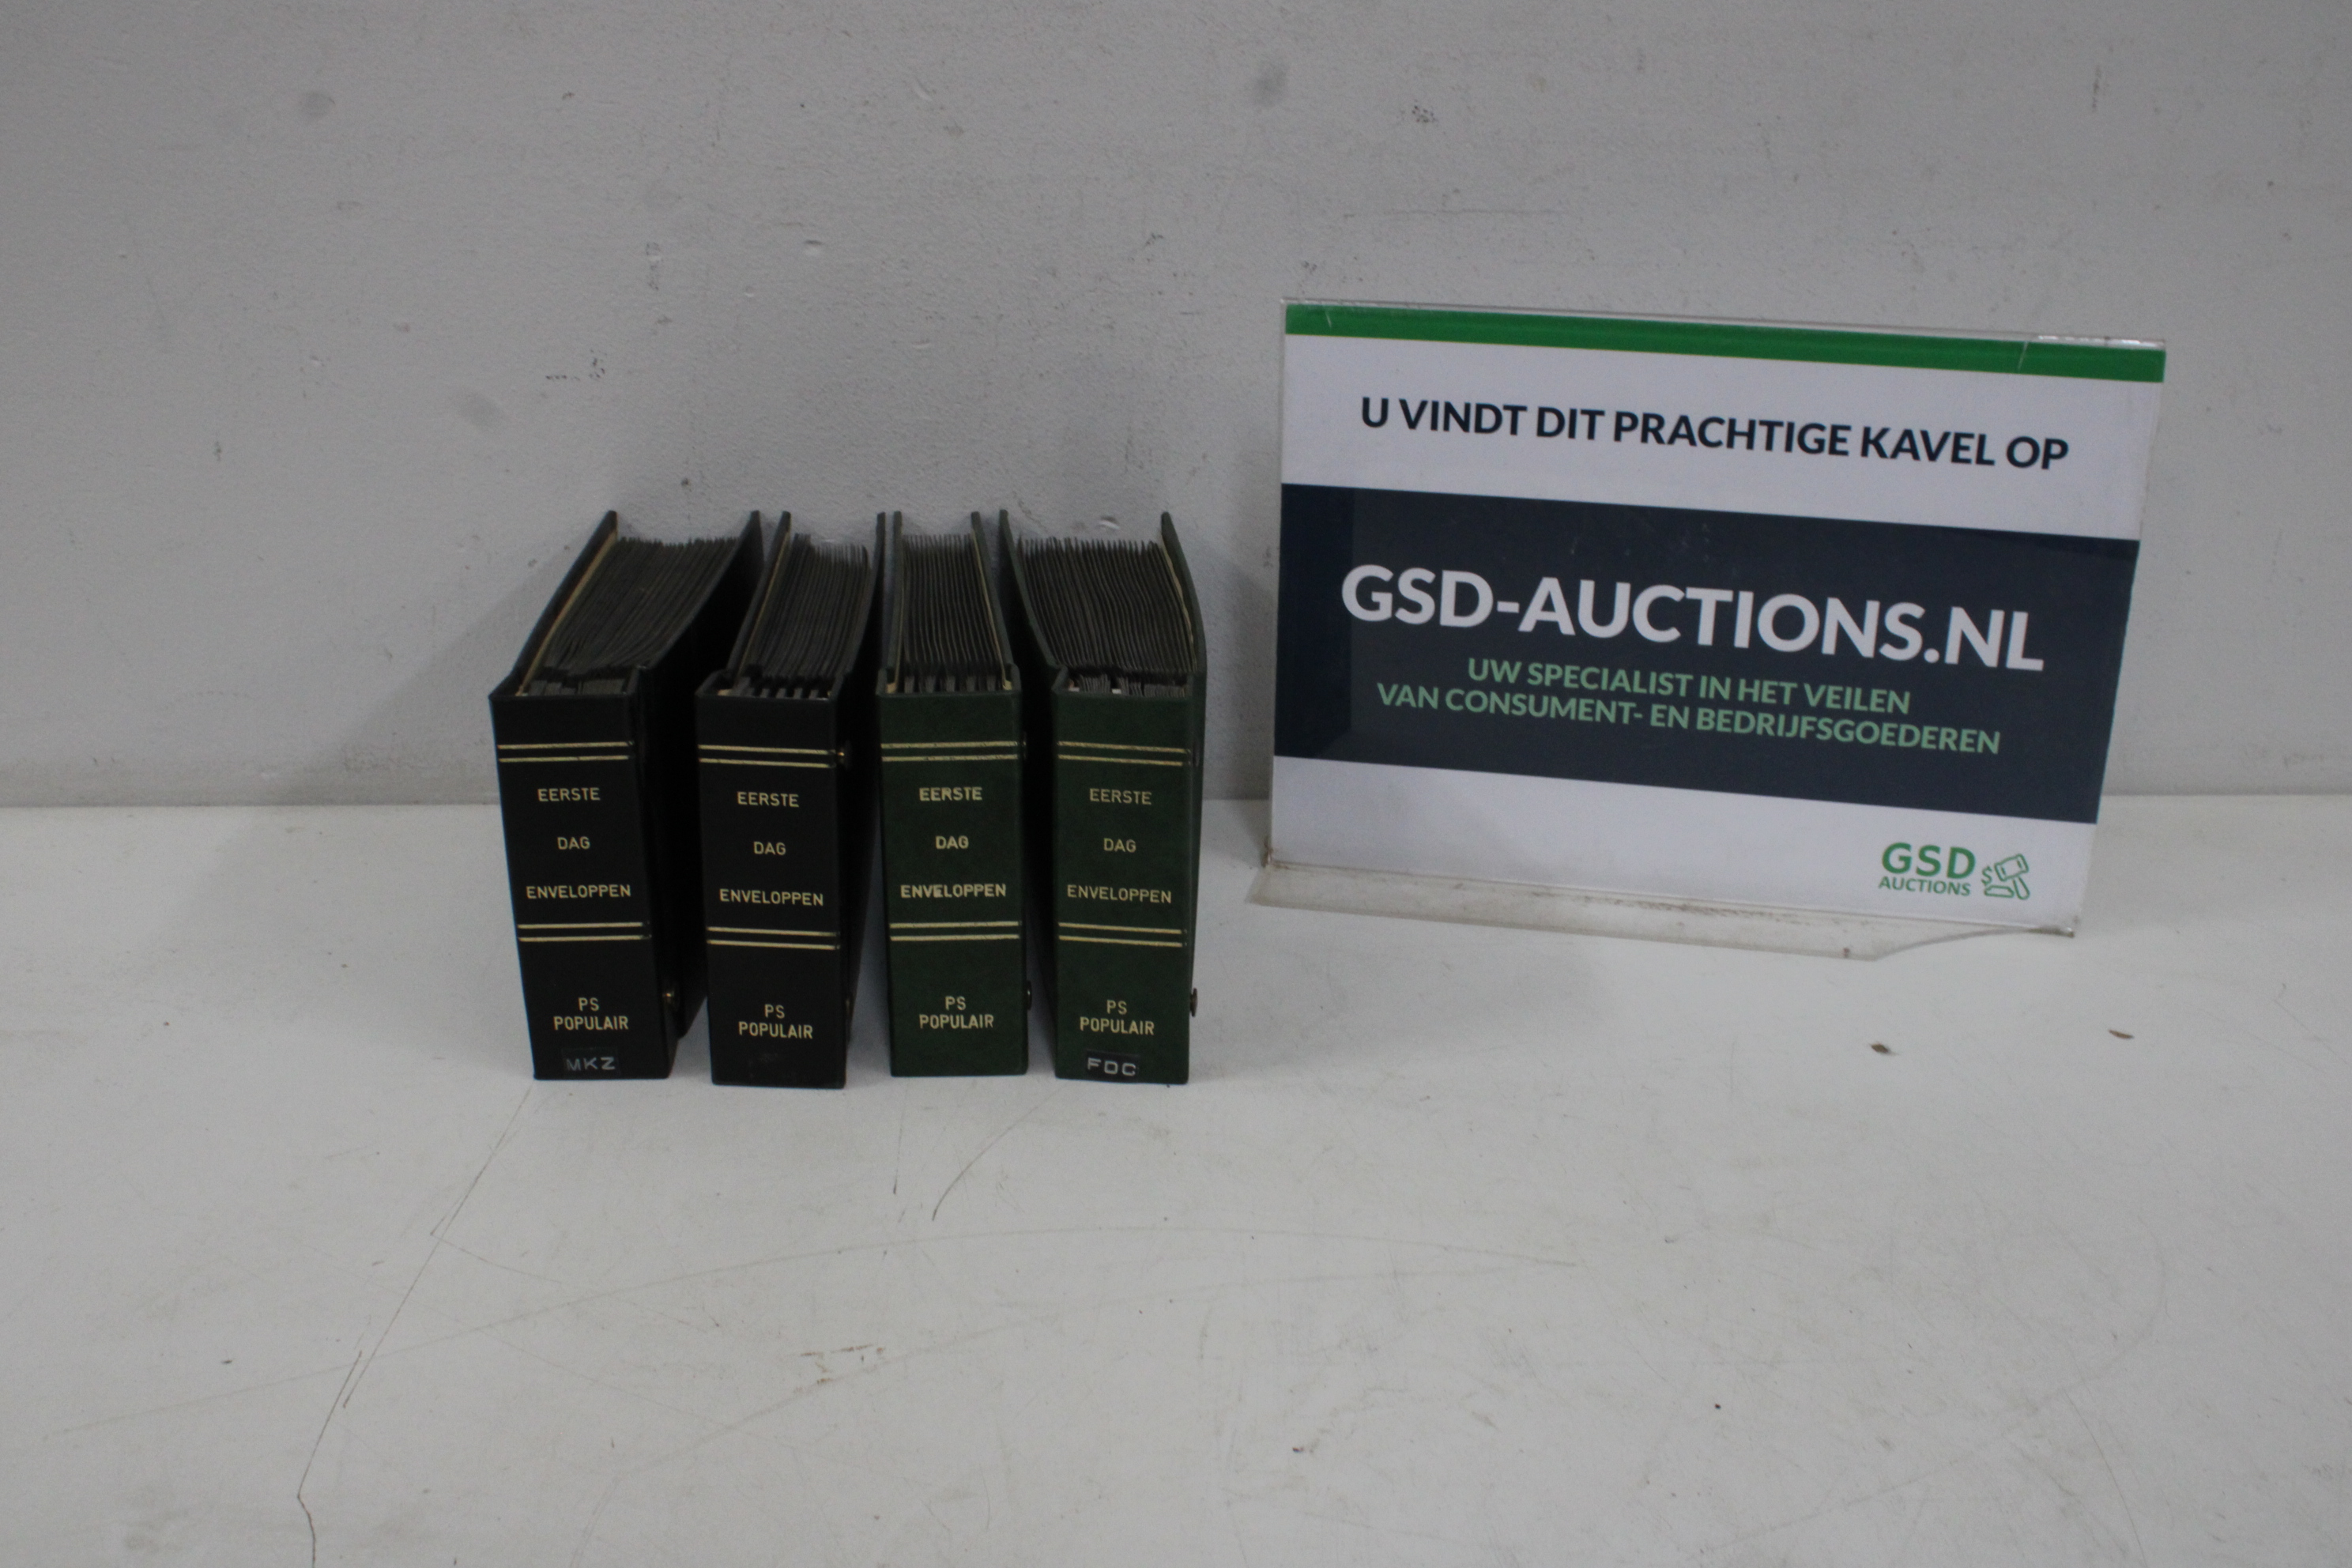 EERSTE
DAG
ENVELOPPEN
PS
POPULAIR
MKZ
EERSTE
DAG
ENVELOPPEN
PS
POPULAIR
EERSTE
DAG
ENVELOPPEN
PS
POPULAIR
EERSTE
DAG
ENVELOPPEN
PS
POPULAIR
FDC
U VINDT DIT PRACHTIGE KAVEL OP
GSD-AUCTIONS.NL
UW SPECIALIST IN HET VEILEN
VAN CONSUMENT- EN BEDRIJFSGOEDEREN
GSD
AUCTIONS
$